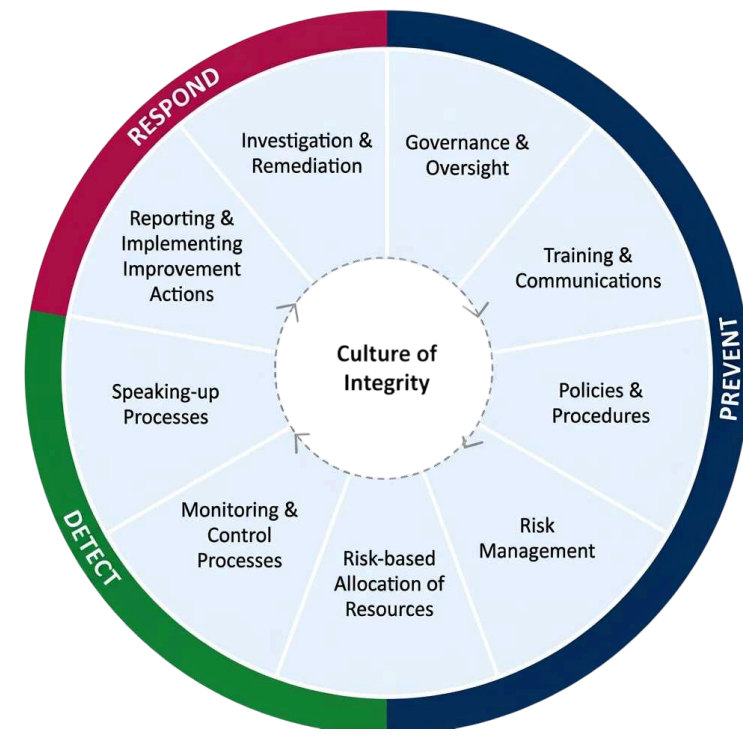 RESPOND
PREVENT
DETECT
Governance &
Oversight
Training &
Communications
Policies &
Procedures
Risk
Management
Risk-based
Allocation of
Resources
Monitoring &
Control
Processes
Speaking-up
Processes
Reporting &
Implementing
Improvement
Actions
Investigation &
Remediation
Culture of
Integrity